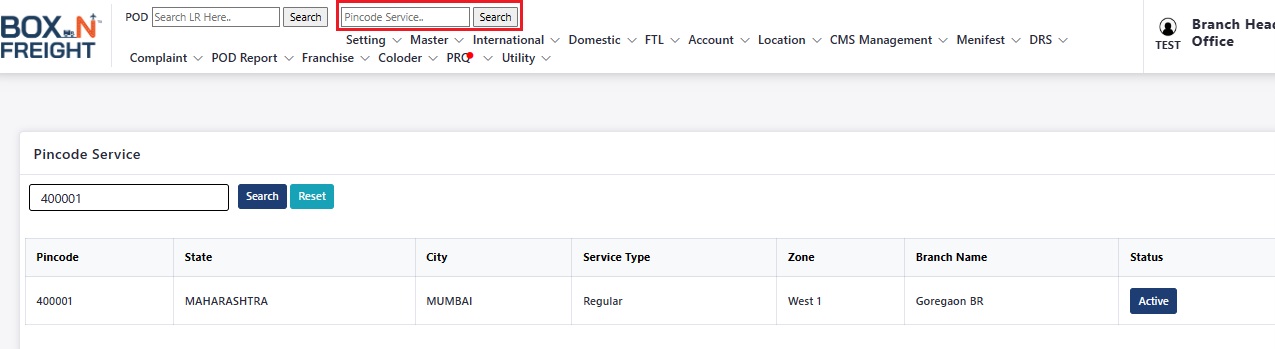 BOX N
FREIGHT
POD Search LR Here.. Search Pincode Service.. Search
Setting Master International Domestic FTL Account Location CMS Management Menifest DRS
Complaint POD Report Franchise Coloder PRQ Utility
TEST
Branch Head
Office
Pincode Service
400001 Search Reset
Pincode State City Service Type Zone Branch Name Status
400001 MAHARASHTRA MUMBAI Regular West 1 Goregaon BR Active